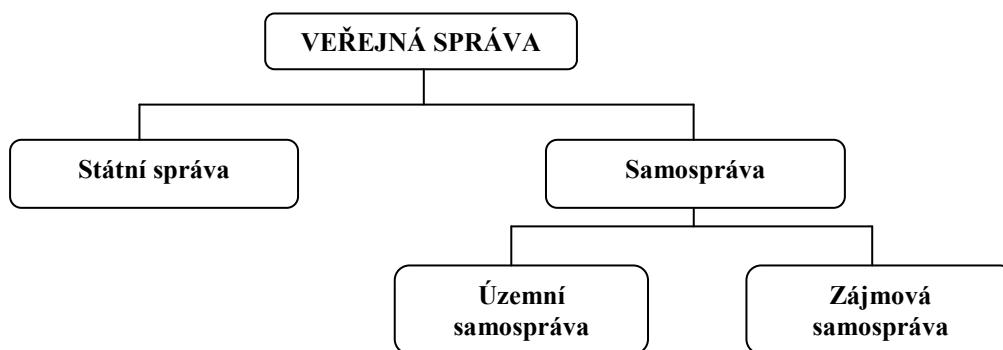 VEŘEJNÁ SPRÁVA
Státní správa
Samospráva
Územní
samospráva
Zájmová
samospráva